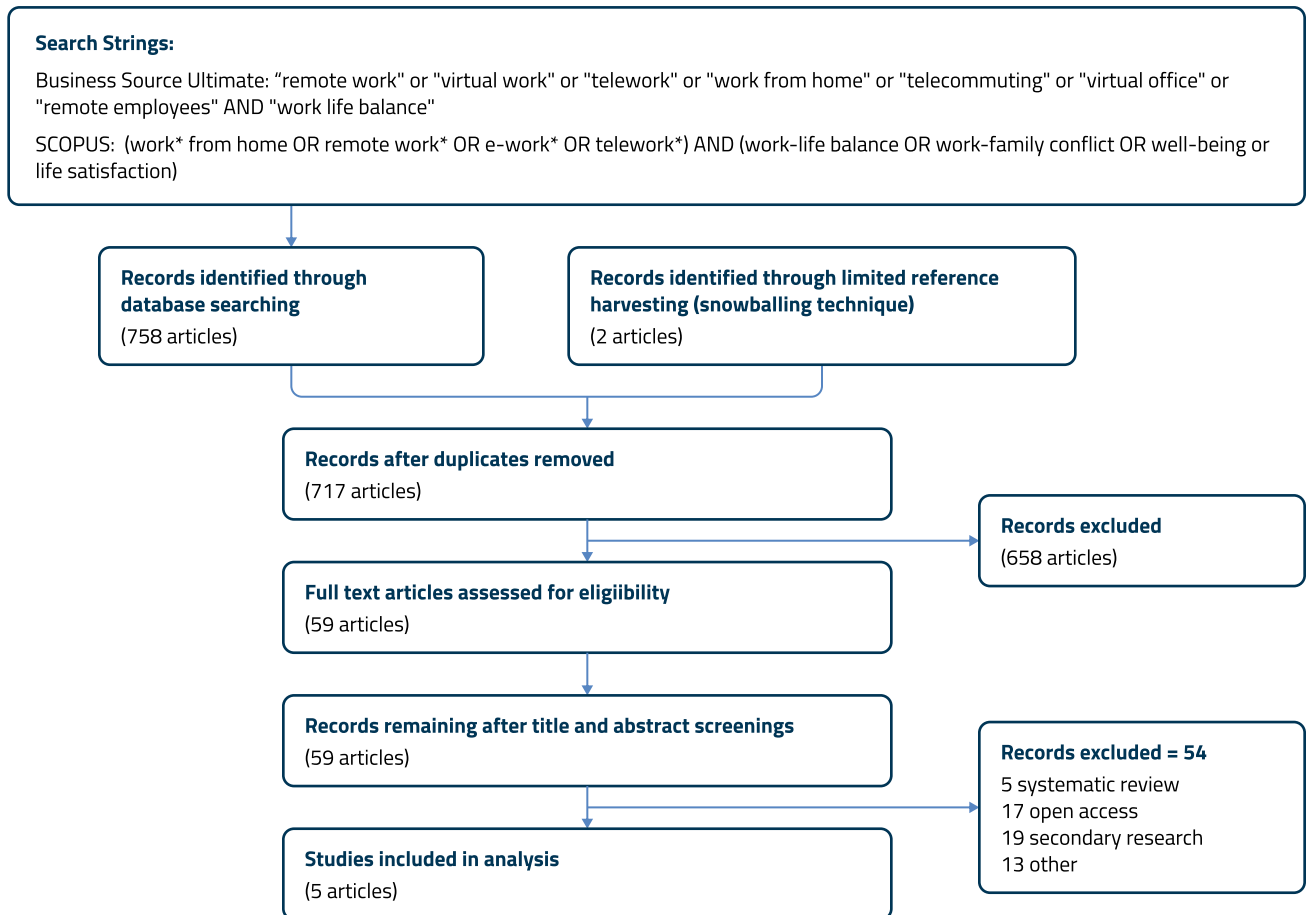 Search Strings:
Business Source Ultimate: “remote work" or "virtual work" or "telework" or "work from home" or "telecommuting" or "virtual office" or
"remote employees" AND "work life balance"
SCOPUS:  (work* from home OR remote work* OR e-work* OR telework*) AND (work-life balance OR work-family conflict OR well-being or
life satisfaction)
Records identified through
database searching
(758 articles)
Records identified through limited reference
harvesting (snowballing technique)
(2 articles)
Records after duplicates removed
(717 articles)
Records excluded
(658 articles)
Full text articles assessed for eligiibility
(59 articles)
Records remaining after title and abstract screenings
(59 articles)
Records excluded = 54
5 systematic review
17 open access
19 secondary research
13 other
Studies included in analysis
(5 articles)